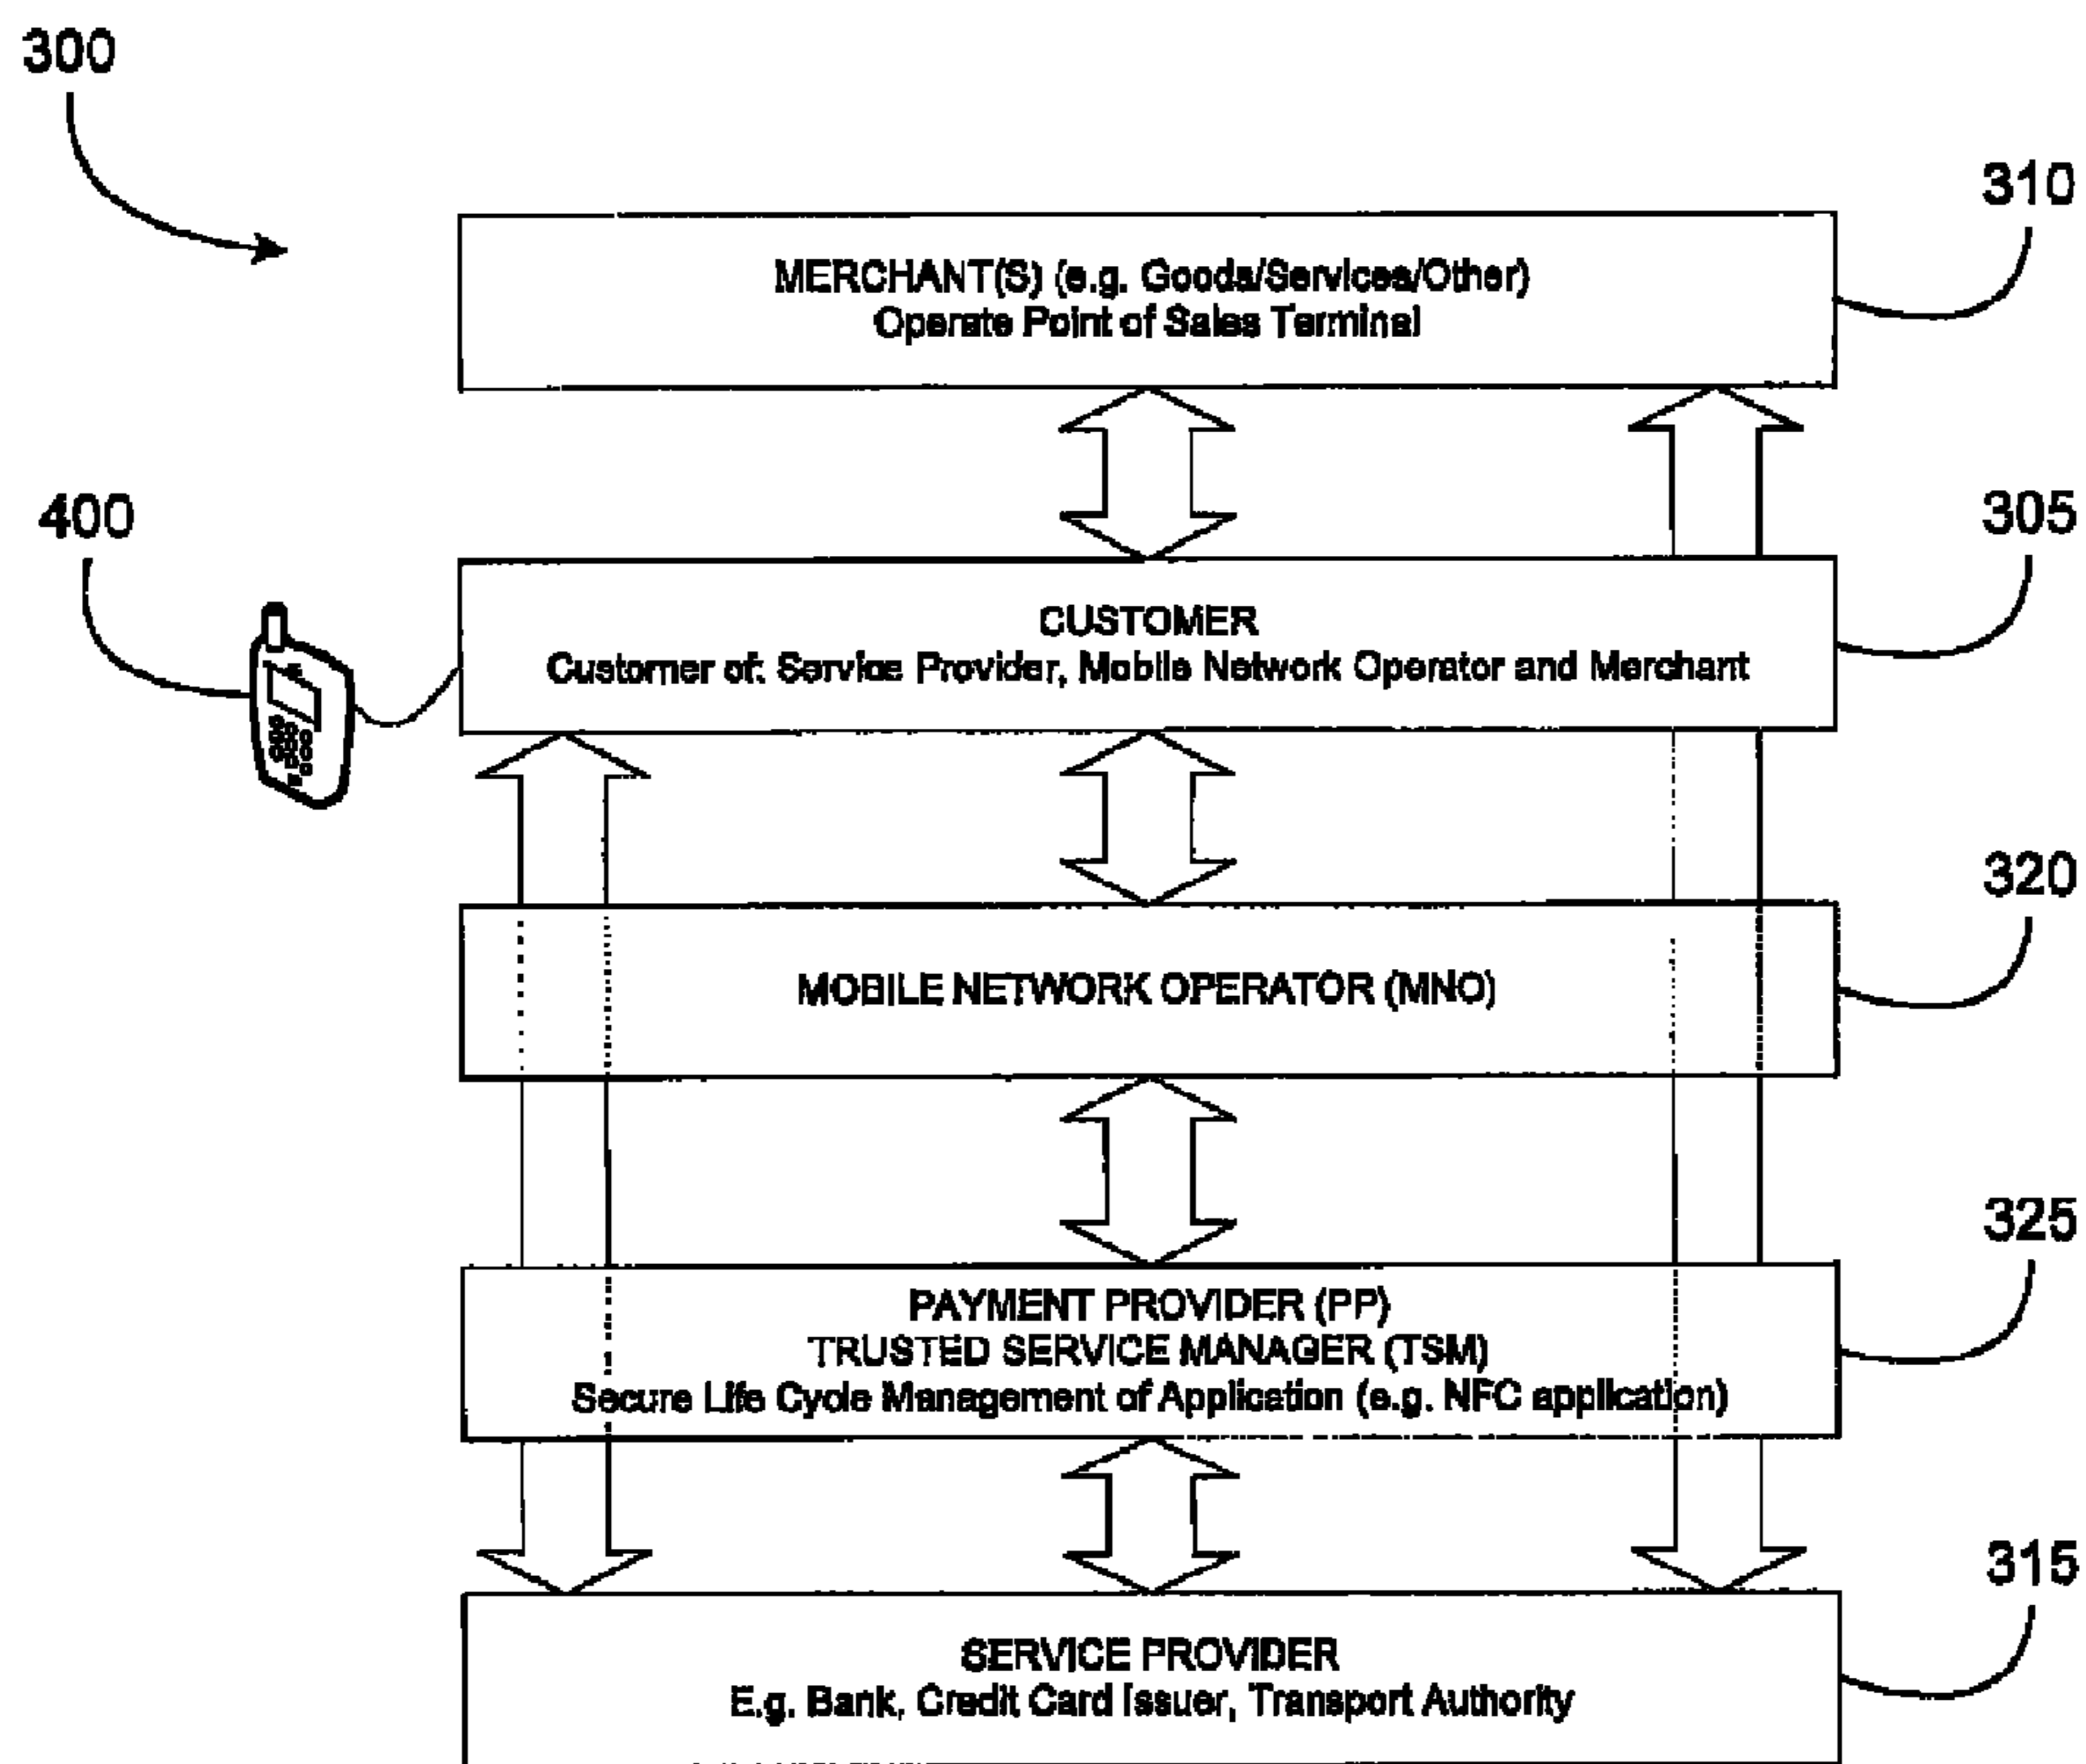 300
310
MERCHANT(S) (e.g. Goods/Services/Other)
Operate Point of Sales Terminal
400
305
CUSTOMER
Customer of: Service Provider, Mobile Network Operator and Merchant
320
MOBILE NETWORK OPERATOR (MNO)
325
PAYMENT PROVIDER (PP)
TRUSTED SERVICE MANAGER (TSM)
Secure Life Cycle Management of Application (e.g. NFC application)
315
SERVICE PROVIDER
E.g. Bank, Credit Card Issuer, Transport Authority